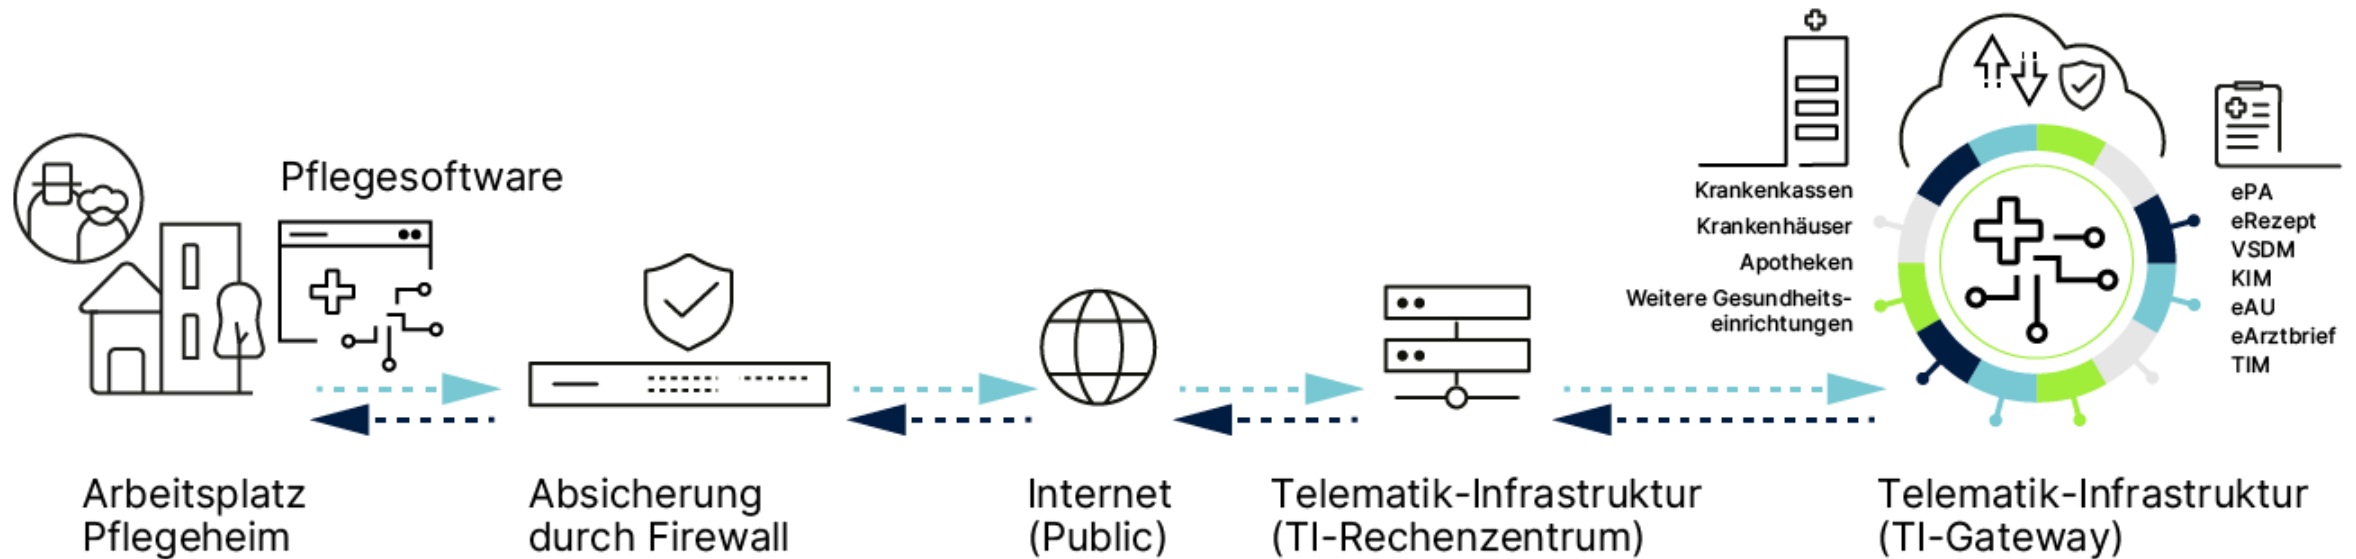 Pflegesoftware
Arbeitsplatz
Pflegeheim
Absicherung
durch Firewall
Internet
(Public)
Telematik-Infrastruktur
(TI-Rechenzentrum)
Krankenkassen
Krankenhäuser
Apotheken
Weitere Gesundheits-
einrichtungen
ePA
eRezept
VSDM
KIM
eAU
eArztbrief
TIM
Telematik-Infrastruktur
(TI-Gateway)